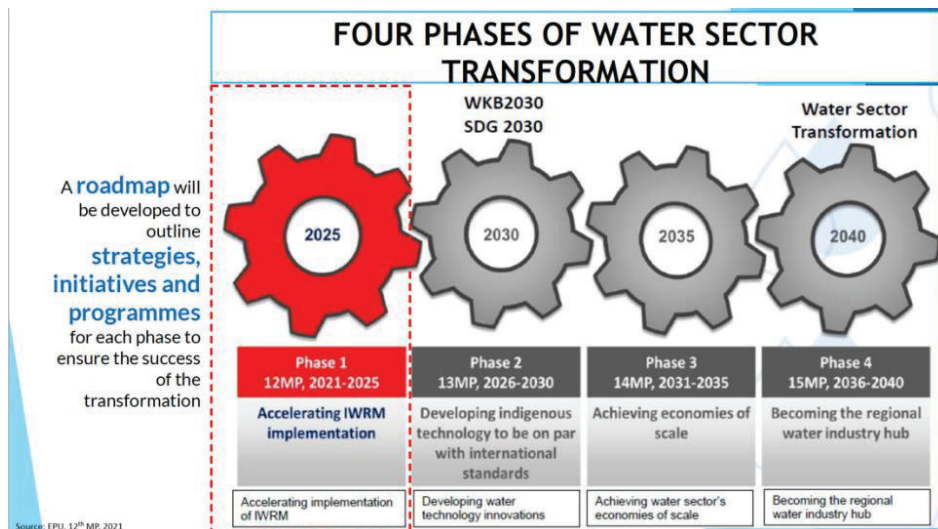 FOUR PHASES OF WATER SECTOR
TRANSFORMATION
WKB2030
SDG 2030
Water Sector
Transformation
A roadmap will
be developed to
outline
strategies,
initiatives and
programmes
for each phase to
ensure the success
of the
transformation
2025
2030
2035
2040
Phase 1
12MP, 2021-2025
Phase 2
13MP, 2026-2030
Phase 3
14MP, 2031-2035
Phase 4
15MP, 2036-2040
Accelerating IWRM
implementation
Developing indigenous
technology to be on par
with international
standards
Achieving economies of
scale
Becoming the regional
water industry hub
Accelerating implementation
of IWRM
Developing water
technology innovations
Achieving water sector's
economies of scale
Becoming the regional
water industry hub
Source: EPU, 12th MP, 2021